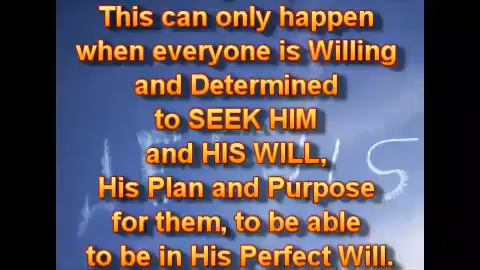 This can only happen
when everyone is Willing
and Determined
to SEEK HIM
and HIS WILL,
His Plan and Purpose
for them, to be able
to be in His Perfect Will.